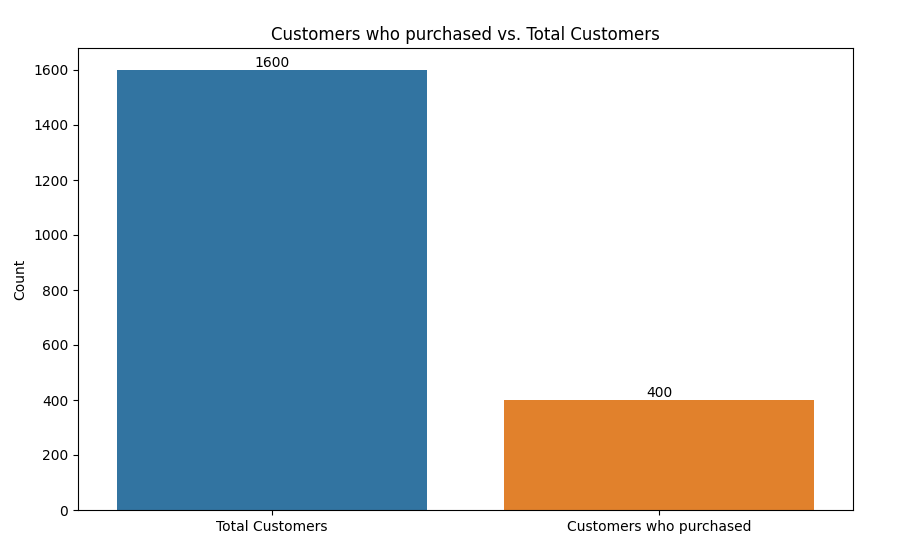 Customers who purchased vs. Total Customers
1600
1600
1400
1200
1000
Count
800
600
400
400
200
0
Total Customers
Customers who purchased